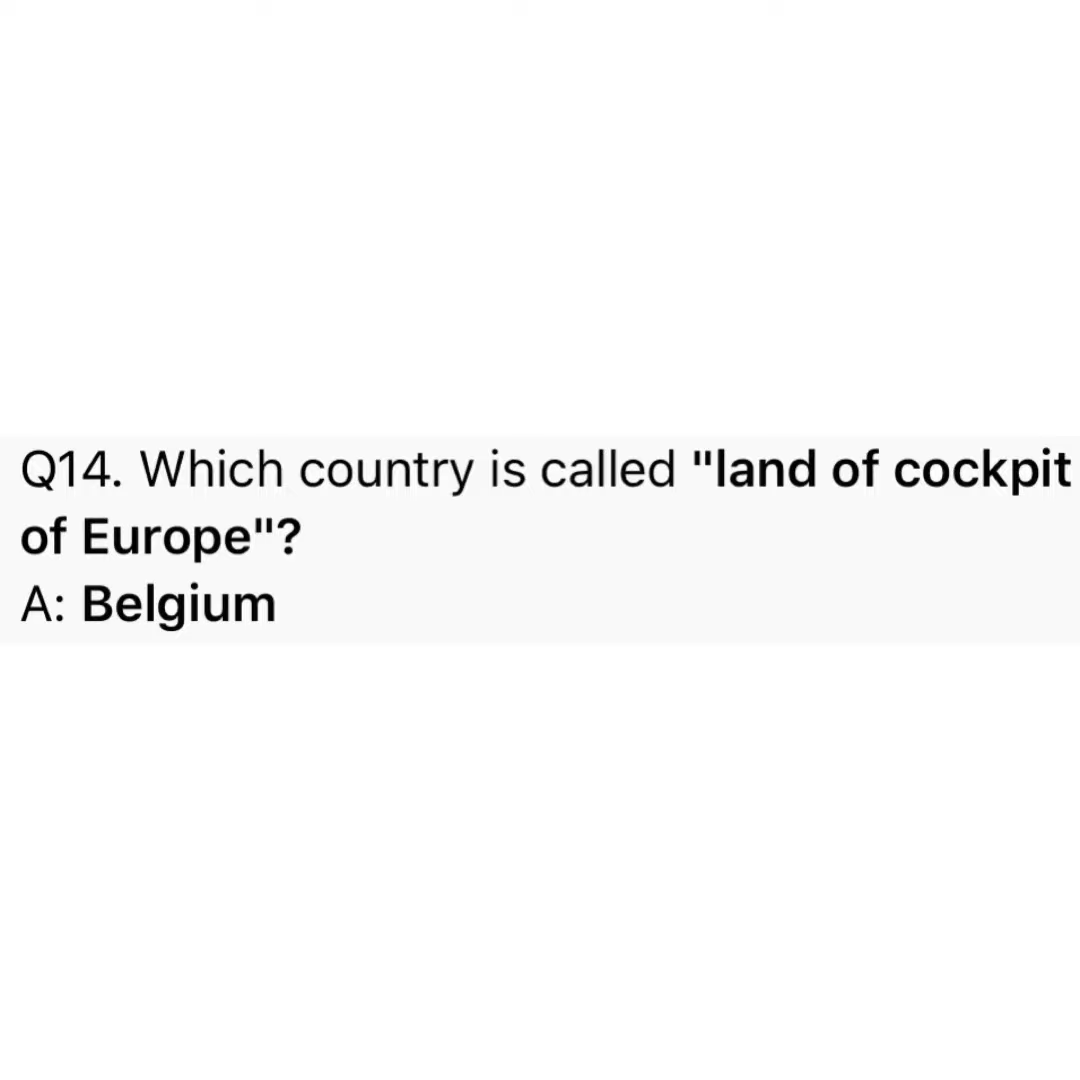 Q14. Which country is called "land of cockpit
of Europe"?
A: Belgium